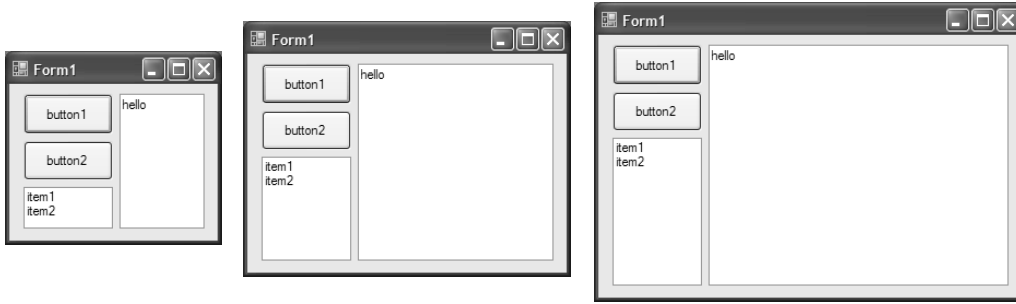 Form1
button1
button2
item1
item2
hello
Form1
button1
button2
item1
item2
hello
Form1
button1
button2
item1
item2
hello